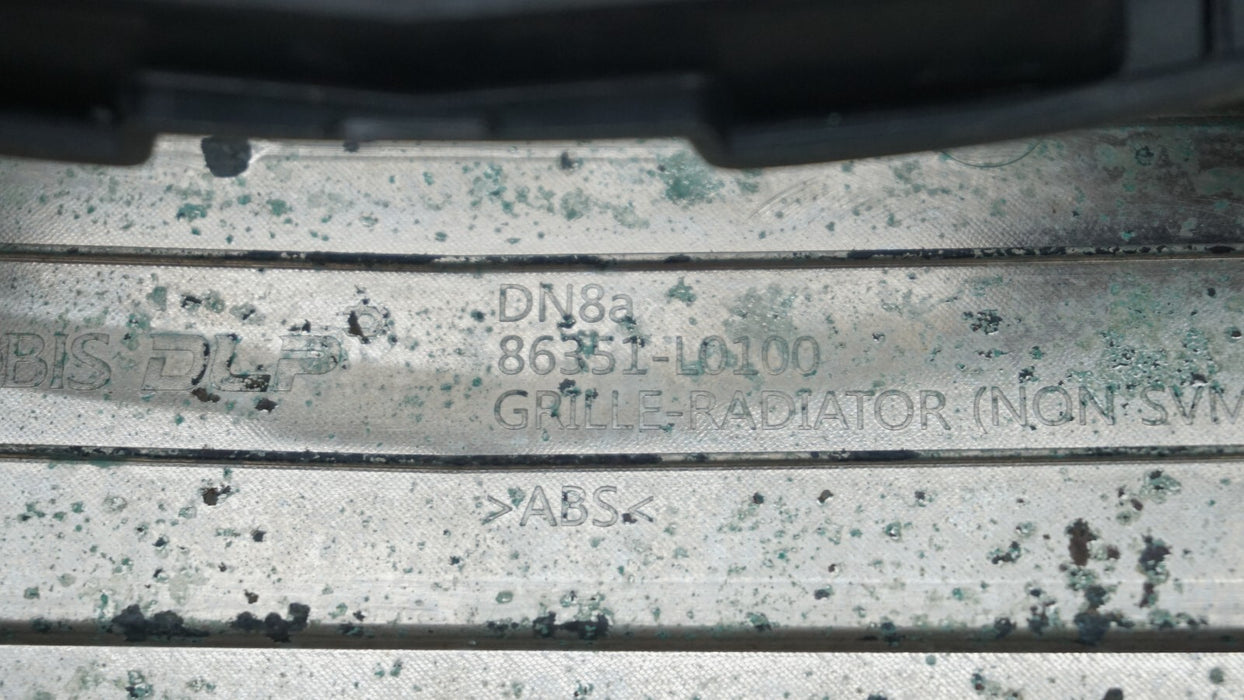 BIS DLP
DN8a
86351-L0100
GRILLE-RADIATOR (NON SVM
>ABS<